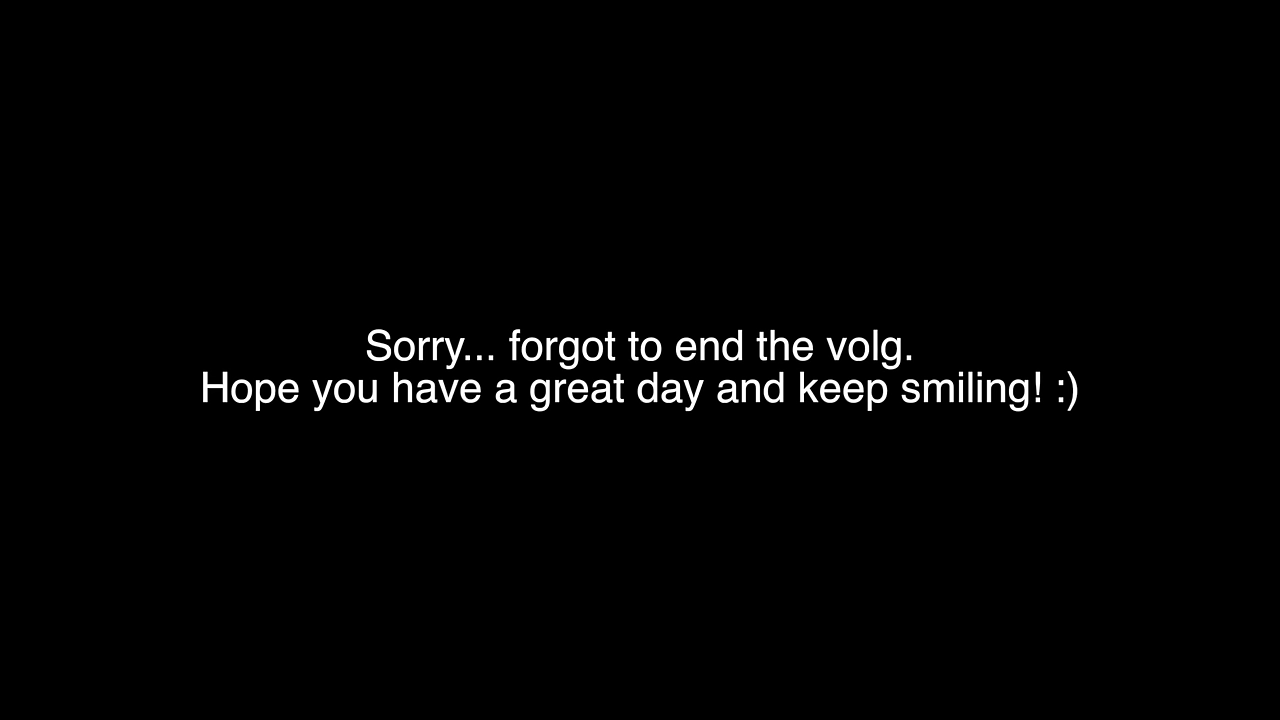 Sorry... forgot to end the volg.
Hope you have a great day and keep smiling! :)